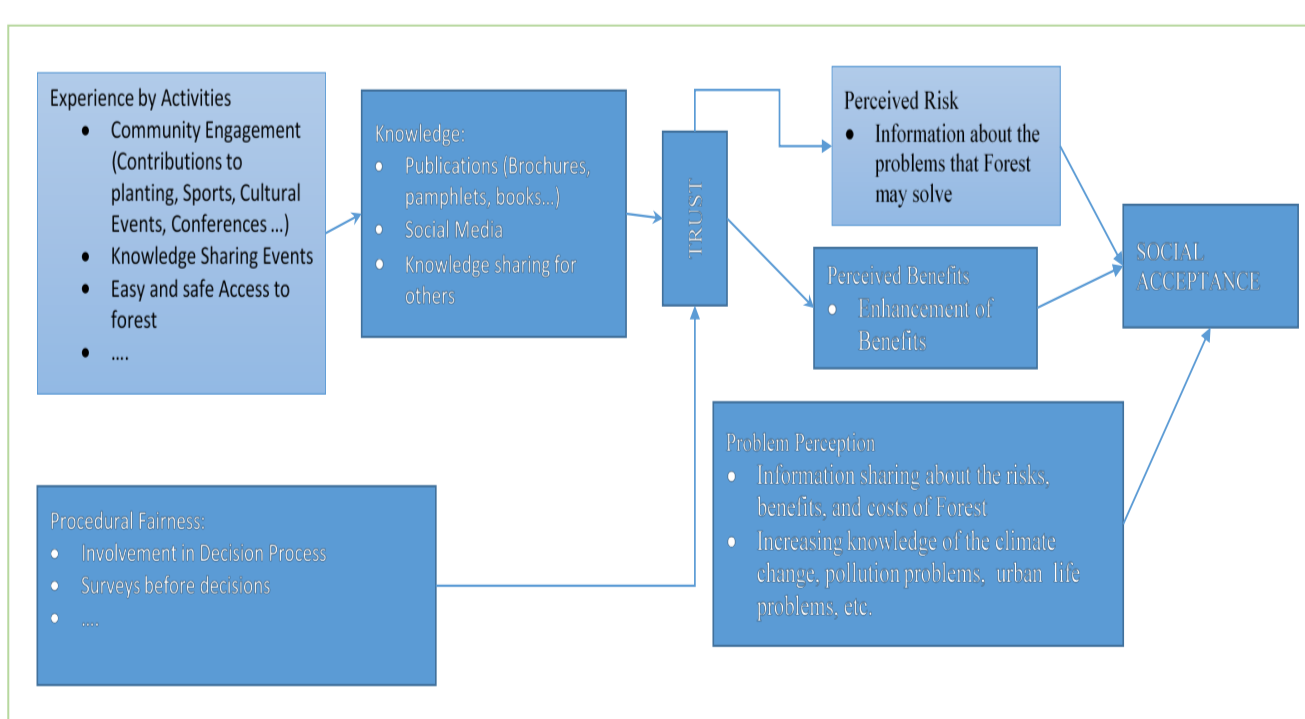 Experience by Activities
• Community Engagement
(Contributions to
planting, Sports, Cultural
Events, Conferences ...)
• Knowledge Sharing Events
• Easy and safe Access to
forest
• ....
Knowledge:
• Publications (Brochures,
pamphlets, books...)
• Social Media
• Knowledge sharing for
others
TRUST
Perceived Risk
• Information about the
problems that Forest
may solve
Perceived Benefits
• Enhancement of
Benefits
SOCIAL
ACCEPTANCE
Procedural Fairness:
• Involvement in Decision Process
• Surveys before decisions
• ....
Problem Perception
• Information sharing about the risks,
benefits, and costs of Forest
• Increasing knowledge of the climate
change, pollution problems, urban life
problems, etc.